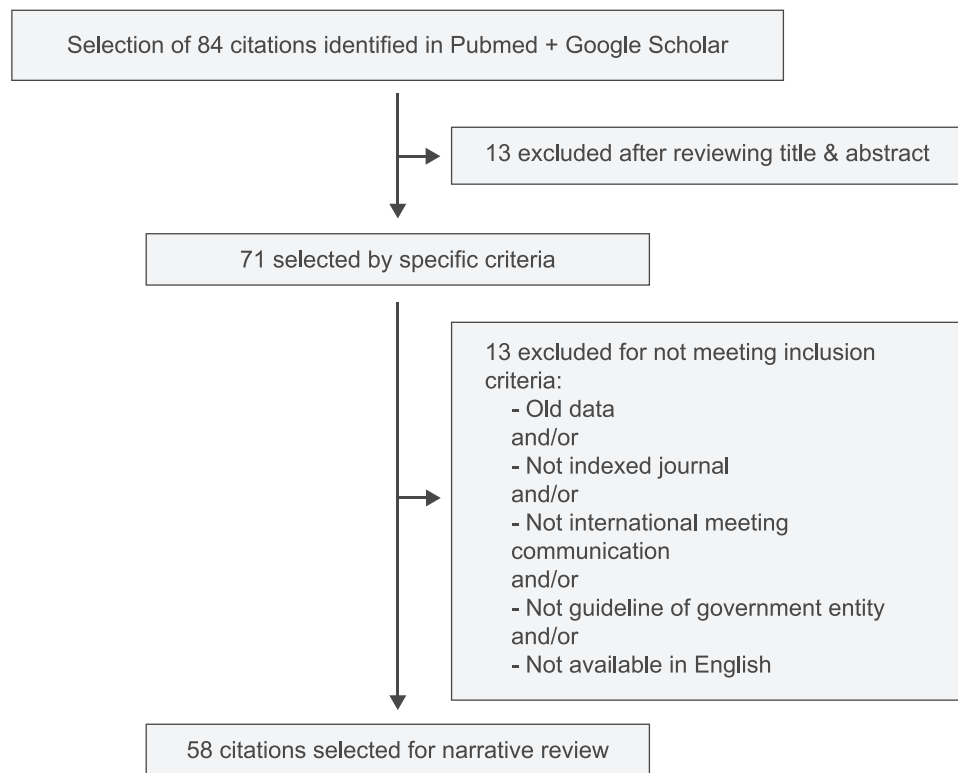 Selection of 84 citations identified in Pubmed + Google Scholar
13 excluded after reviewing title & abstract
71 selected by specific criteria
13 excluded for not meeting inclusion
criteria:
- Old data
and/or
- Not indexed journal
and/or
- Not international meeting
communication
and/or
- Not guideline of government entity
and/or
- Not available in English
58 citations selected for narrative review